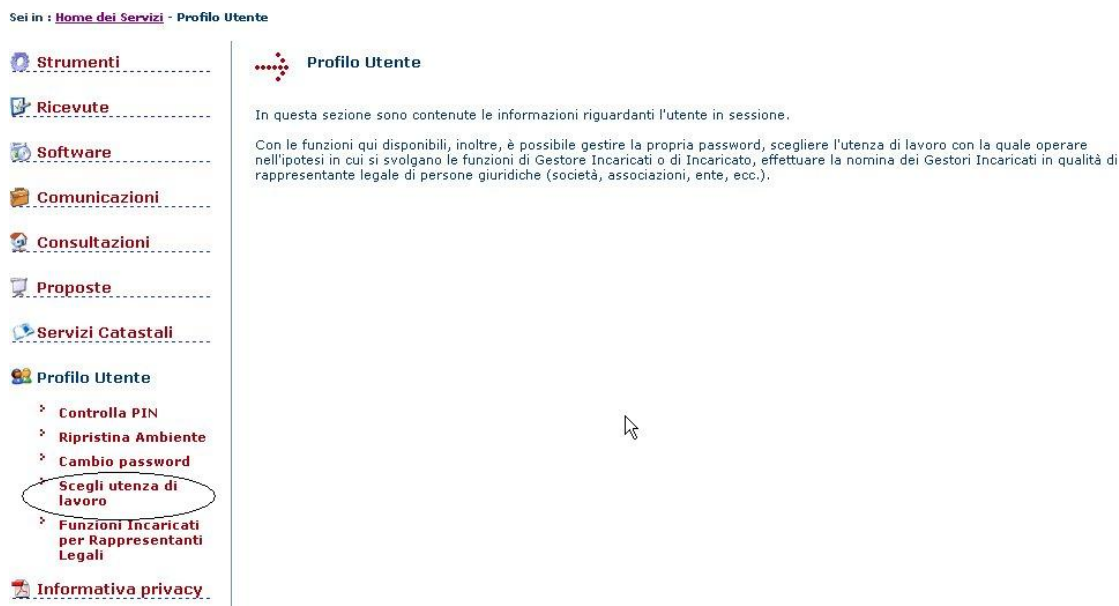 Sei in : Home dei Servizi - Profilo Utente
Strumenti
Ricevute
Software
Comunicazioni
Consultazioni
Proposte
Servizi Catastali
Profilo Utente
Controlla PIN
Ripristina Ambiente
Cambio password
Scegli utenza di
lavoro
Funzioni Incaricati
per Rappresentanti
Legali
Informativa privacy
Profilo Utente
In questa sezione sono contenute le informazioni riguardanti l'utente in sessione.
Con le funzioni qui disponibili, inoltre, è possibile gestire la propria password, scegliere l'utenza di lavoro con la quale operare
nell'ipotesi in cui si svolgano le funzioni di Gestore Incaricati o di Incaricato, effettuare la nomina dei Gestori Incaricati in qualità di
rappresentante legale di persone giuridiche (società, associazioni, ente, ecc.).